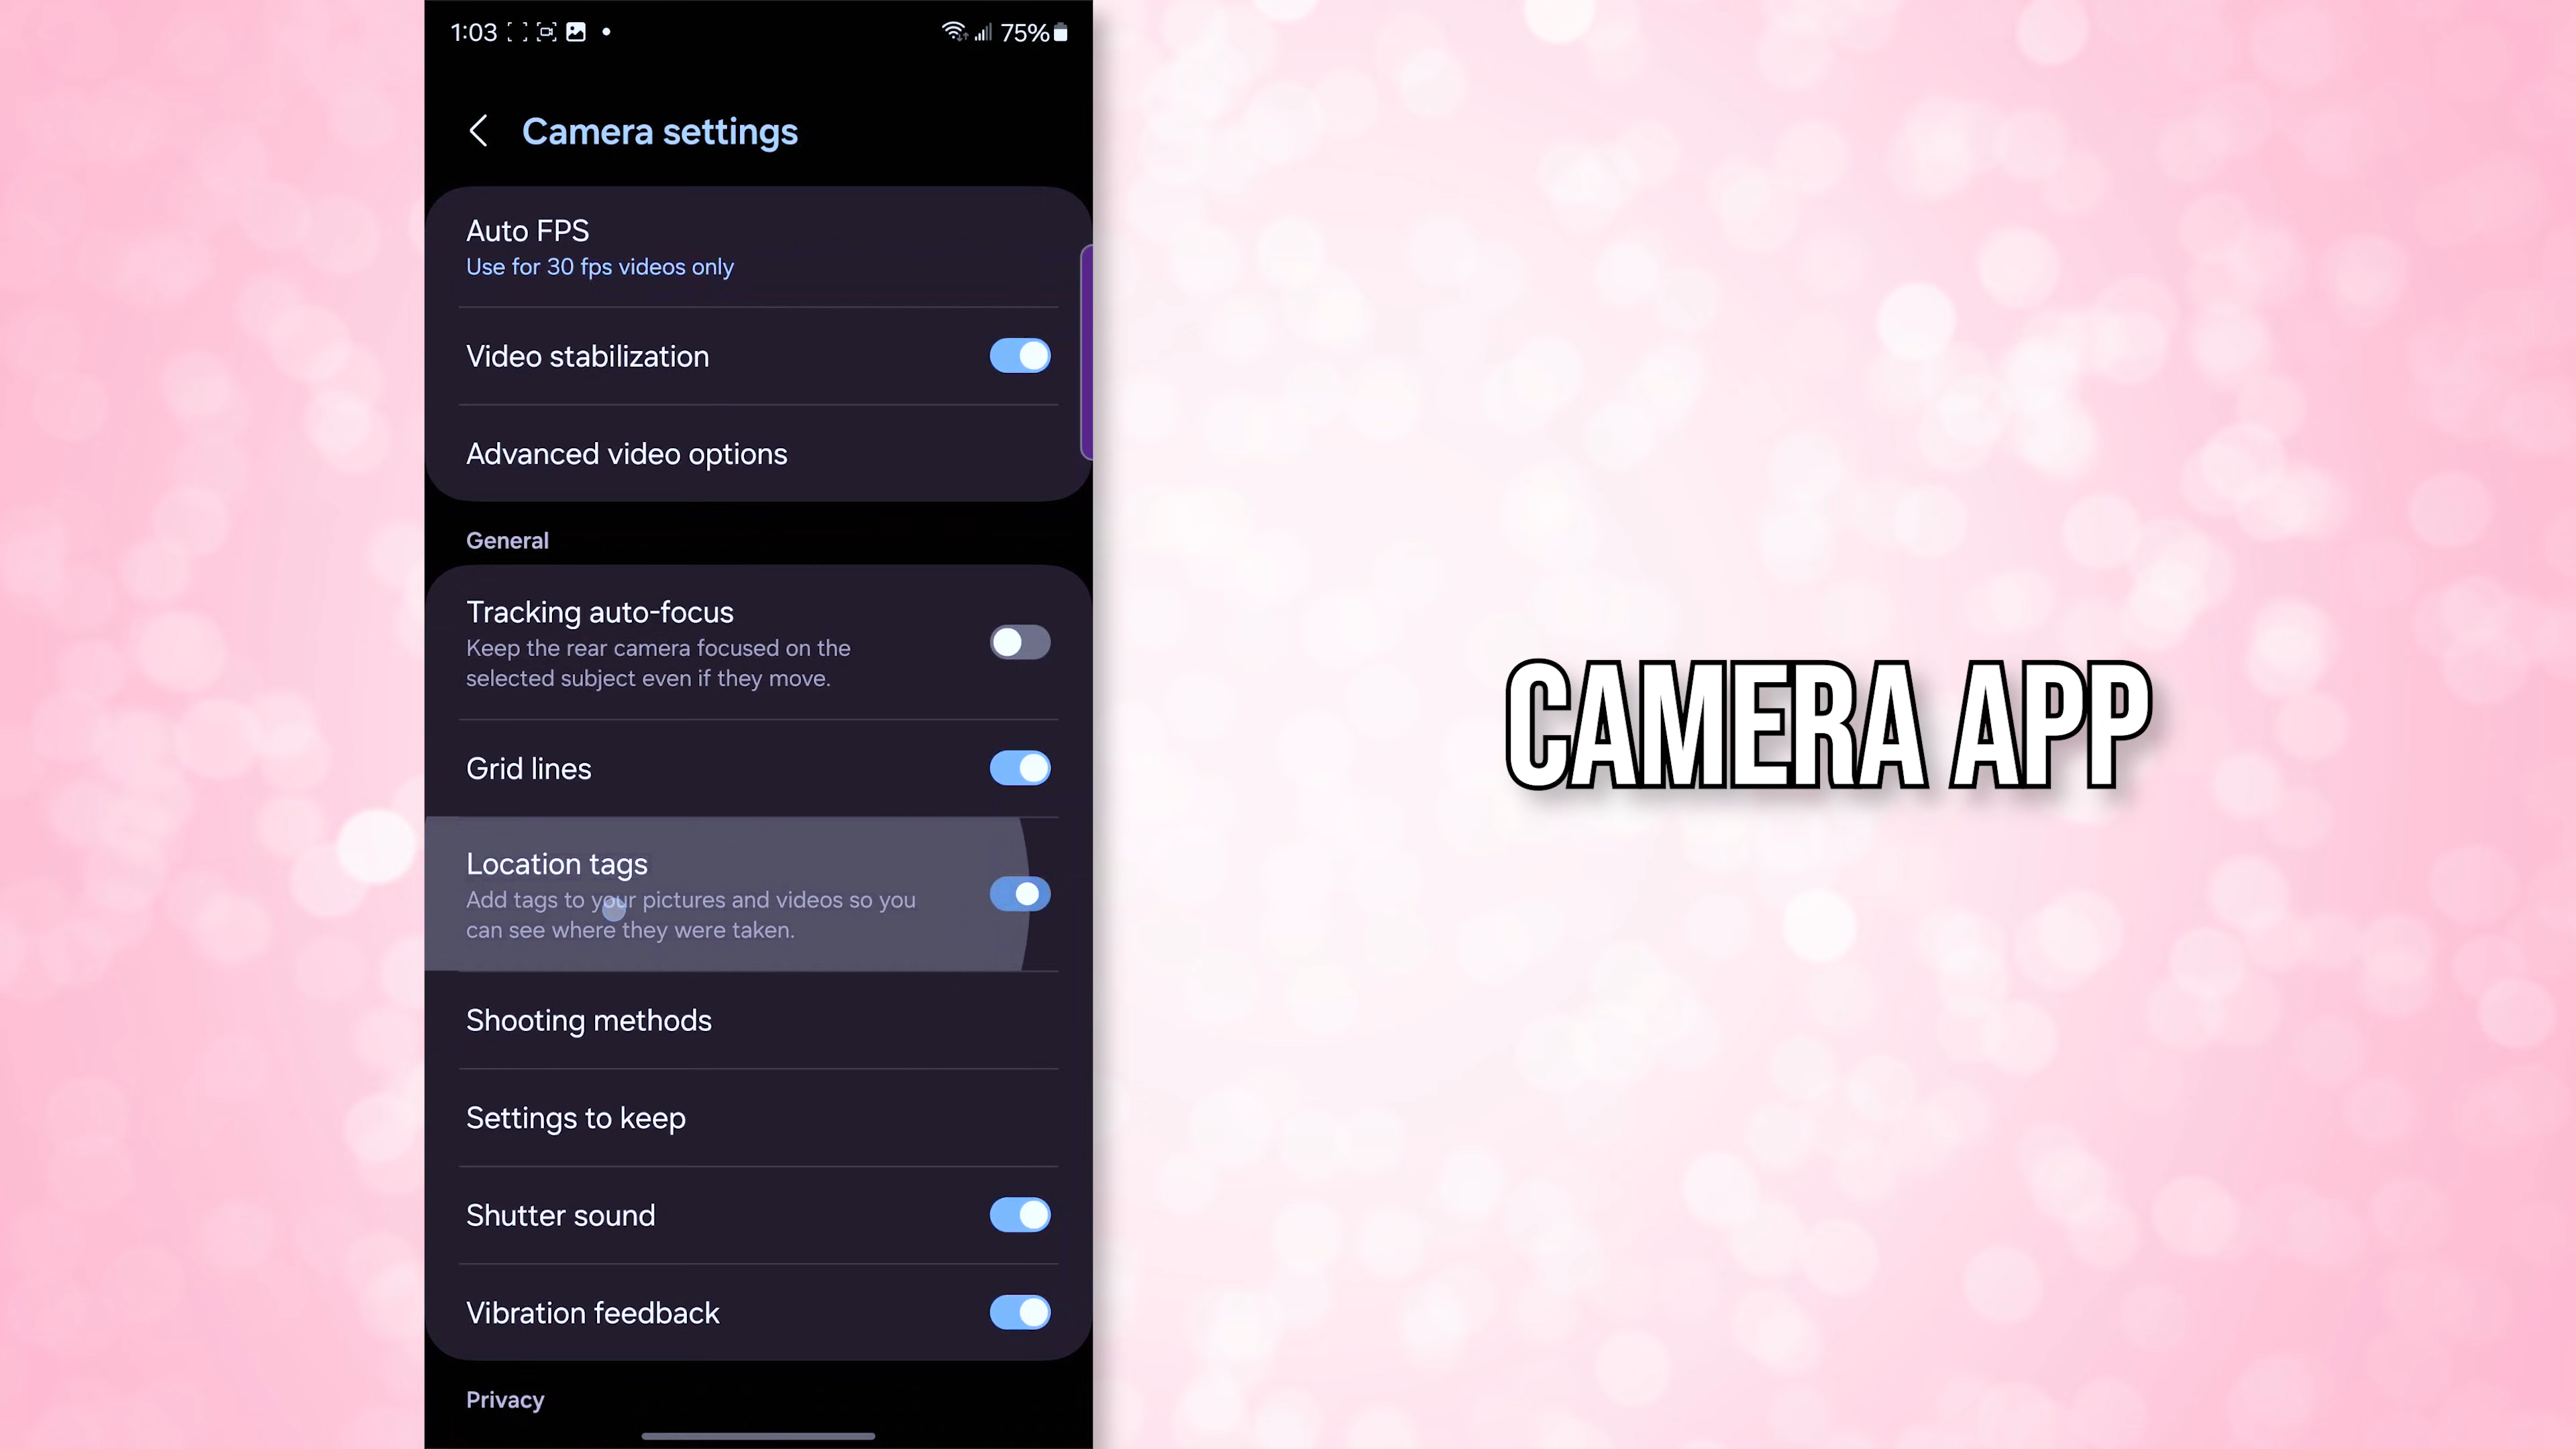 1:03
75%
Camera settings
Auto FPS
Use for 30 fps videos only
Video stabilization
Advanced video options
General
Tracking auto-focus
Keep the rear camera focused on the
selected subject even if they move.
Grid lines
Location tags
Add tags to your pictures and videos so you
can see where they were taken.
Shooting methods
Settings to keep
Shutter sound
Vibration feedback
Privacy
CAMERA APP